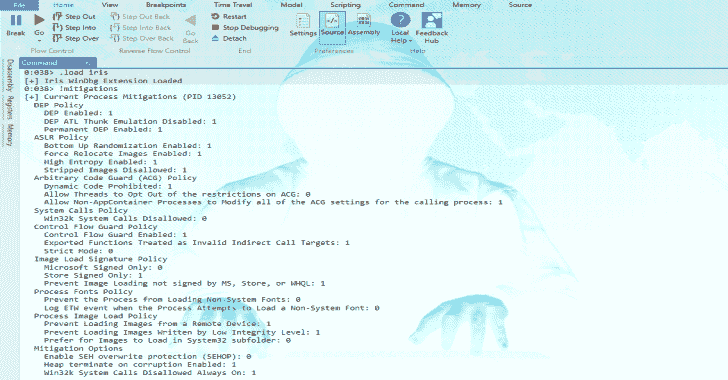 File Home View Breakpoints Time Travel Model Scripting Command Memory Source
Break Go Step Out Step Out Back Go Back Restart Settings Source Assembly Local Help Feedback Hub
Step Into Step Into Back Stop Debugging
Step Over Step Over Back Detach
Flow Control Reverse Flow Control End Preferences Help
Disassembly Registers Memory
Command
0:038> .load iris
[+] Iris WinDbg Extension Loaded
0:038> !mitigations
[+] Current Process Mitigations (PID 13052)
DEP Policy
DEP Enabled: 1
DEP ATL Thunk Emulation Disabled: 1
Permanent DEP Enabled: 1
ASLR Policy
Bottom Up Randomization Enabled: 1
Force Relocate Images Enabled: 1
High Entropy Enabled: 1
Stripped Images Disallowed: 1
Arbitrary Code Guard (ACG) Policy
Dynamic Code Prohibited: 1
Allow Threads to Opt Out of the restrictions on ACG: 0
Allow Non-AppContainer Processes to Modify all of the ACG settings for the calling process: 1
System Calls Policy
Win32k System Calls Disallowed: 0
Control Flow Guard Policy
Control Flow Guard Enabled: 1
Exported Functions Treated as Invalid Indirect Call Targets: 1
Strict Mode: 0
Image Load Signature Policy
Microsoft Signed Only: 0
Store Signed Only: 1
Prevent Image Loading not signed by MS, Store, or WHQL: 1
Process Fonts Policy
Prevent the Process from Loading Non-System Fonts: 0
Log ETW event when the Process Attempts to Load a Non-System Font: 0
Process Image Load Policy
Prevent Loading Images from a Remote Device: 1
Prevent Loading Images Written by Low Integrity Level: 1
Prefer for Images to Load in System32 subfolder: 0
Mitigation Options
Enable SEH overwrite protection (SEHOP): 0
Heap terminate on corruption Enabled: 1
Win32k System Calls Disallowed Always On: 1